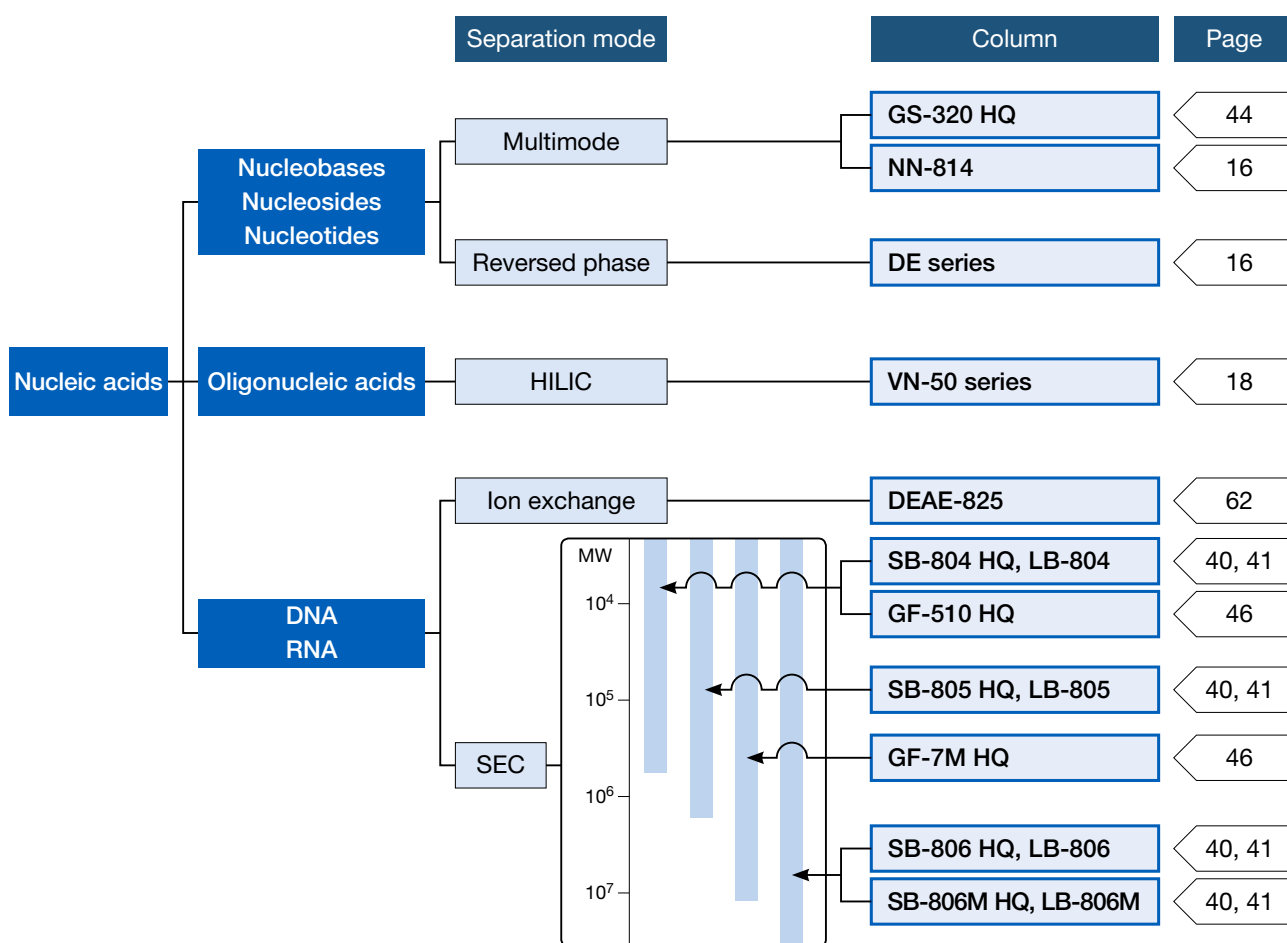 Separation mode
Column
Page
Nucleic acids
Nucleobases
Nucleosides
Nucleotides
Multimode
GS-320 HQ
44
NN-814
16
Reversed phase
DE series
16
Oligonucleic acids
HILIC
VN-50 series
18
DNA
RNA
Ion exchange
DEAE-825
62
SEC
MW
10⁴
10⁵
10⁶
10⁷
SB-804 HQ, LB-804
40, 41
GF-510 HQ
46
SB-805 HQ, LB-805
40, 41
GF-7M HQ
46
SB-806 HQ, LB-806
40, 41
SB-806M HQ, LB-806M
40, 41